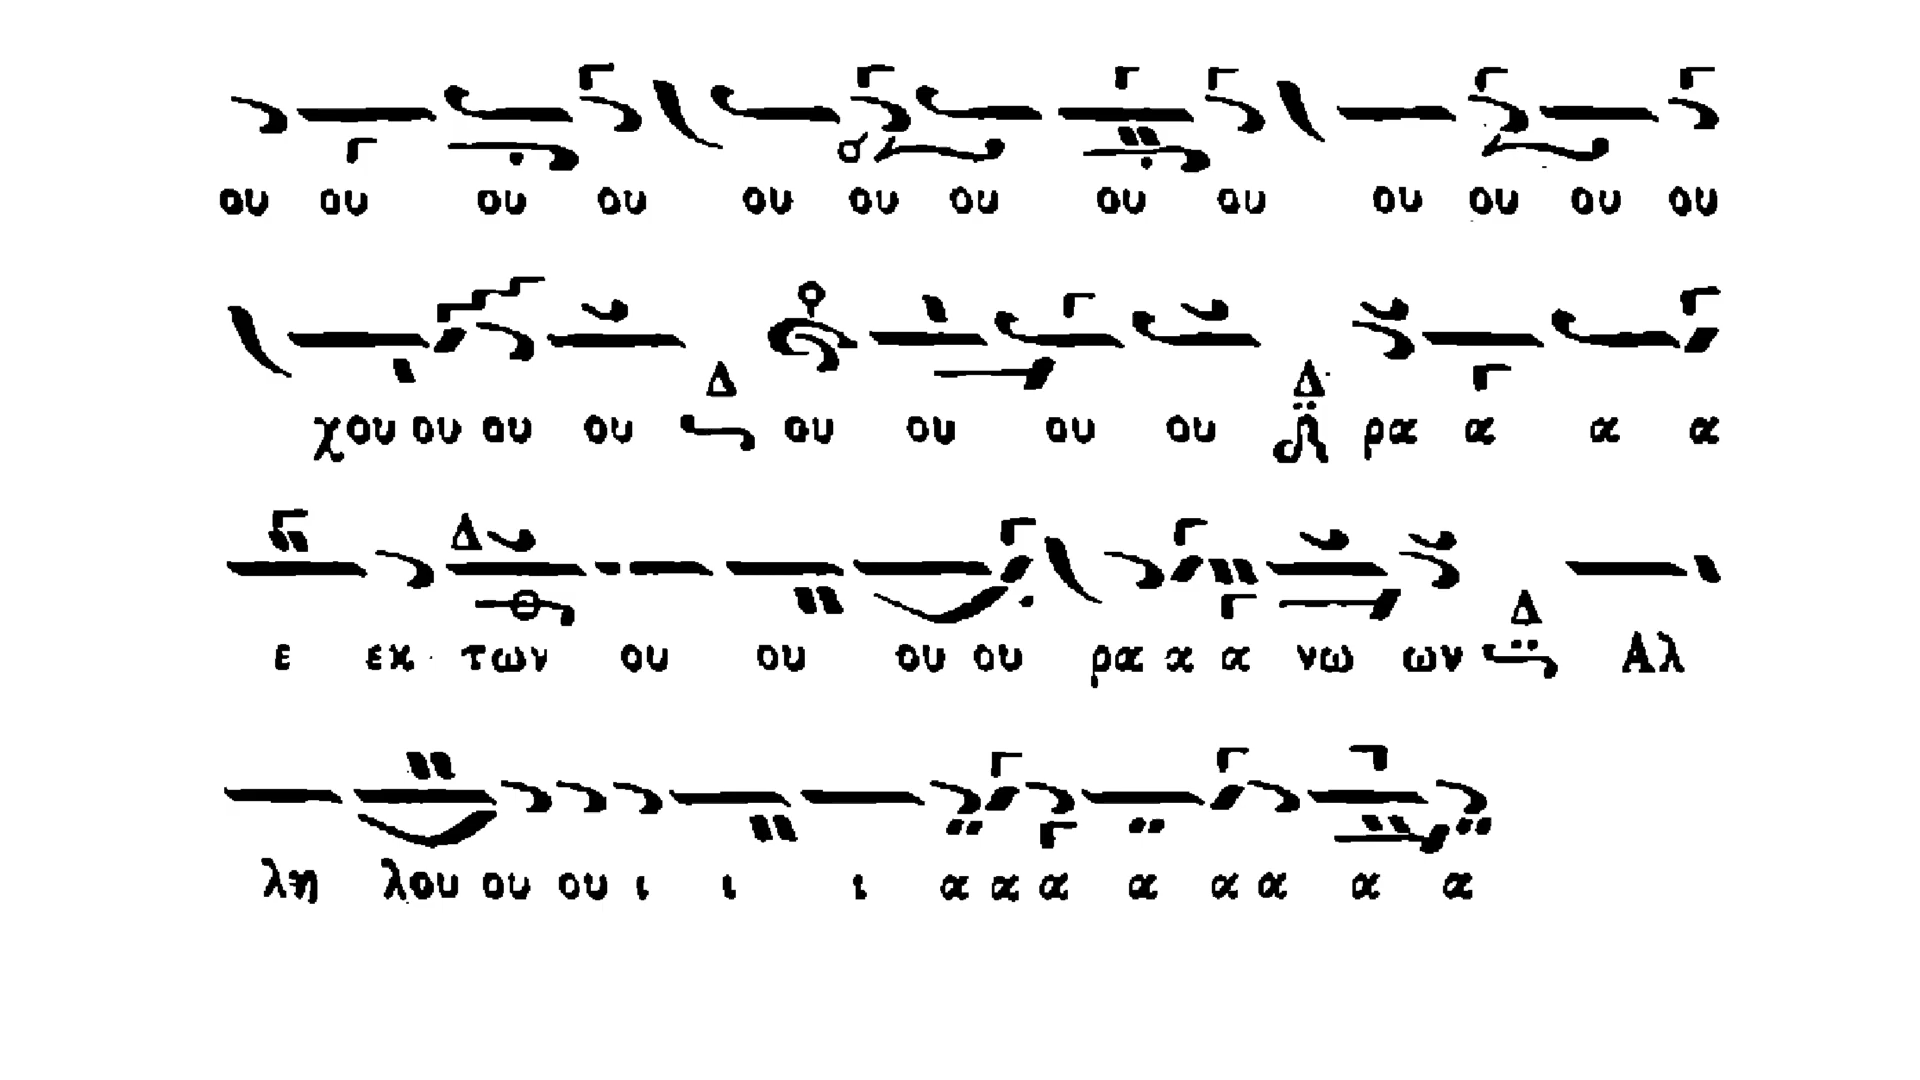 ου ου ου ου ου ου ου ου ου ου ου ου ου
χου ου ου ου Δ ου ου ου ου Δ ρα α α α
ε εκ των ου ου ου ου ρα α α νω ων Δ Αλ
λη λου ου ου ι ι ι α α α α α α α α